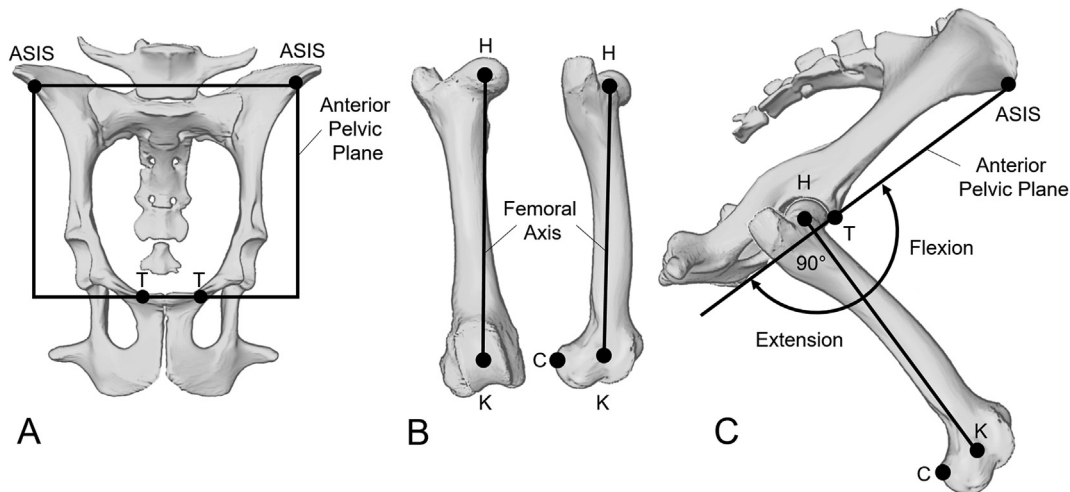 ASIS
ASIS
Anterior
Pelvic
Plane
T
T
A
H
H
Femoral
Axis
C
K
K
B
ASIS
Anterior
Pelvic Plane
H
T
90°
Flexion
Extension
K
C
C